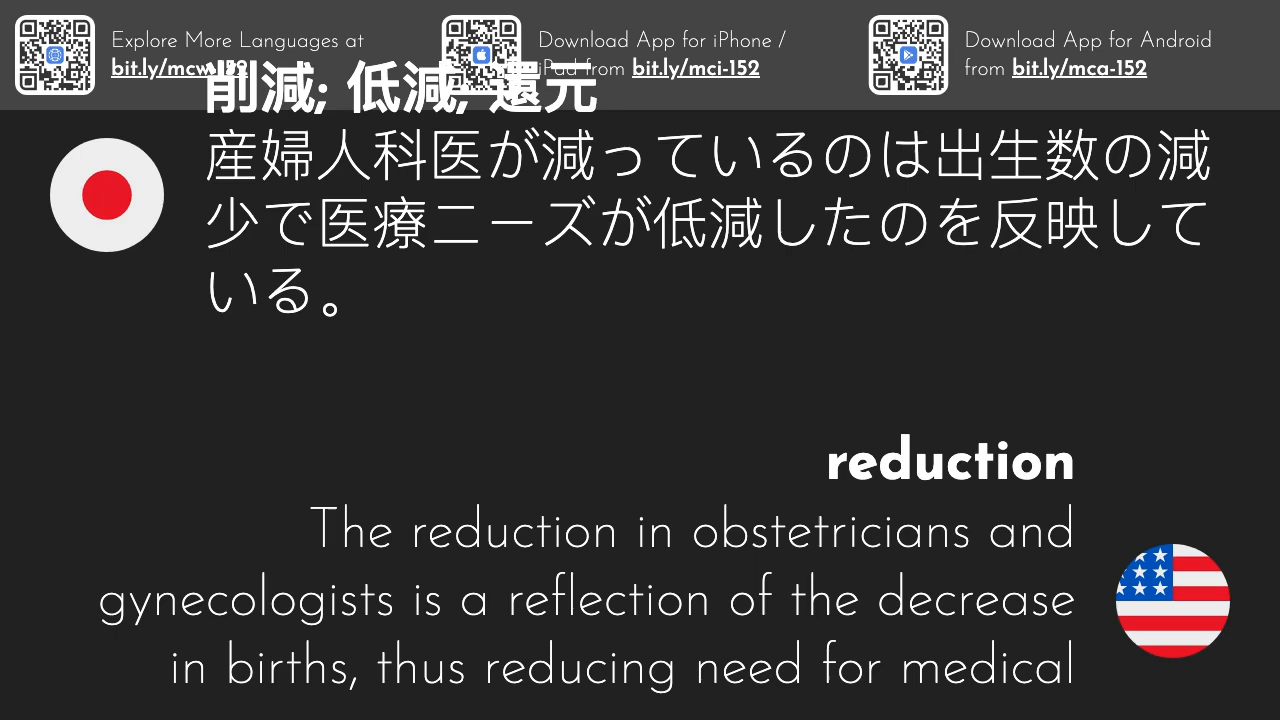 Explore More Languages at
bit.ly/mcw-152
Download App for iPhone /
iPad from bit.ly/mci-152
Download App for Android
from bit.ly/mca-152
削減; 低減; 還元
産婦人科医が減っているのは出生数の減
少で医療ニーズが低減したのを反映して
いる。
reduction
The reduction in obstetricians and
gynecologists is a reflection of the decrease
in births, thus reducing need for medical